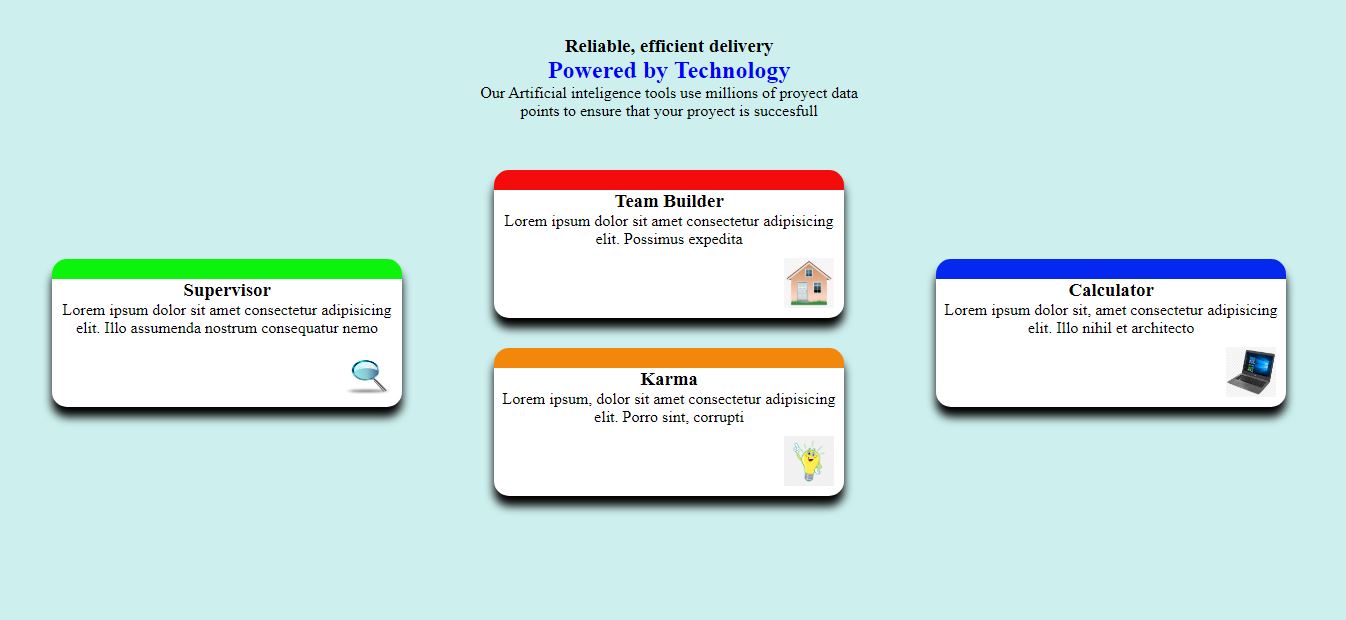 Reliable, efficient delivery
Powered by Technology
Our Artificial inteligence tools use millions of proyect data
points to ensure that your proyect is succesfull
Supervisor
Lorem ipsum dolor sit amet consectetur adipisicing
elit. Illo assumenda nostrum consequatur nemo
Team Builder
Lorem ipsum dolor sit amet consectetur adipisicing
elit. Possimus expedita
Karma
Lorem ipsum, dolor sit amet consectetur adipisicing
elit. Porro sint, corrupti
Calculator
Lorem ipsum dolor sit, amet consectetur adipisicing
elit. Illo nihil et architecto